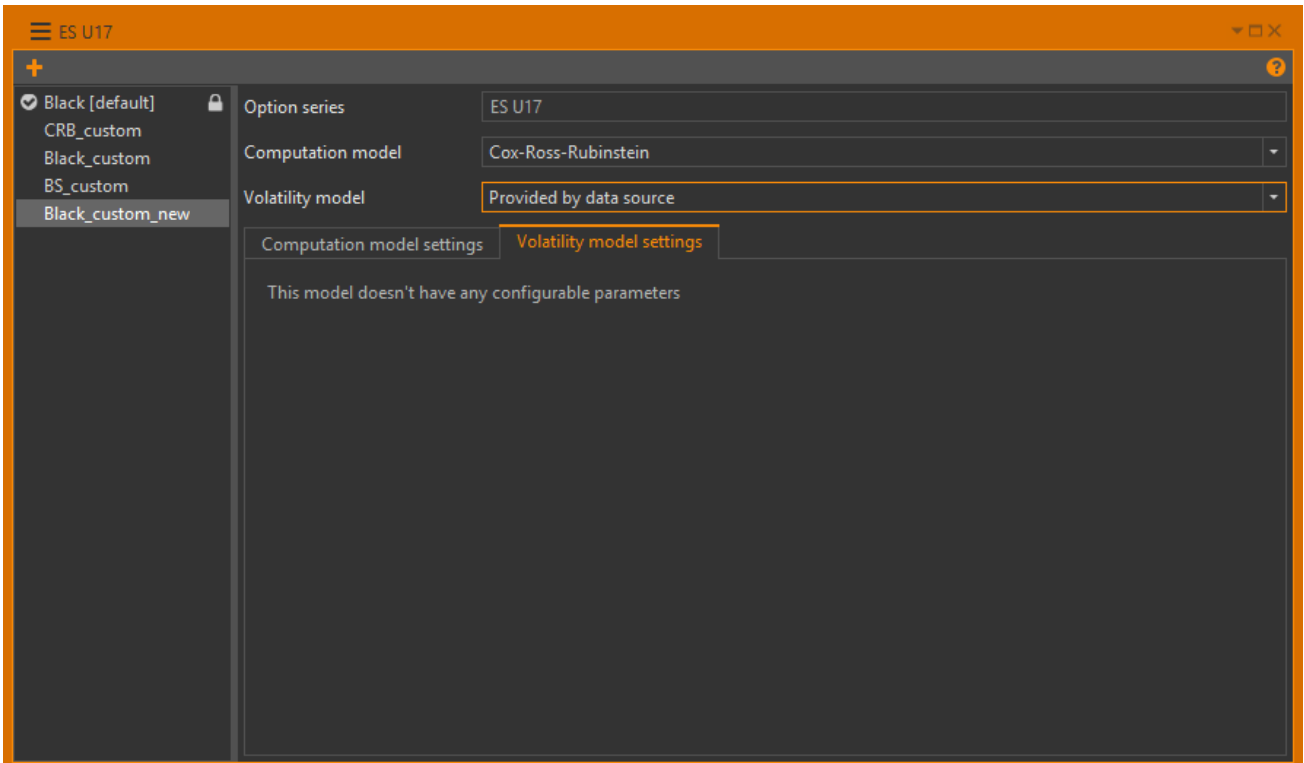 ES U17
Black [default]
CRB_custom
Black_custom
BS_custom
Black_custom_new
Option series ES U17
Computation model Cox-Ross-Rubinstein
Volatility model Provided by data source
Computation model settings Volatility model settings
This model doesn't have any configurable parameters